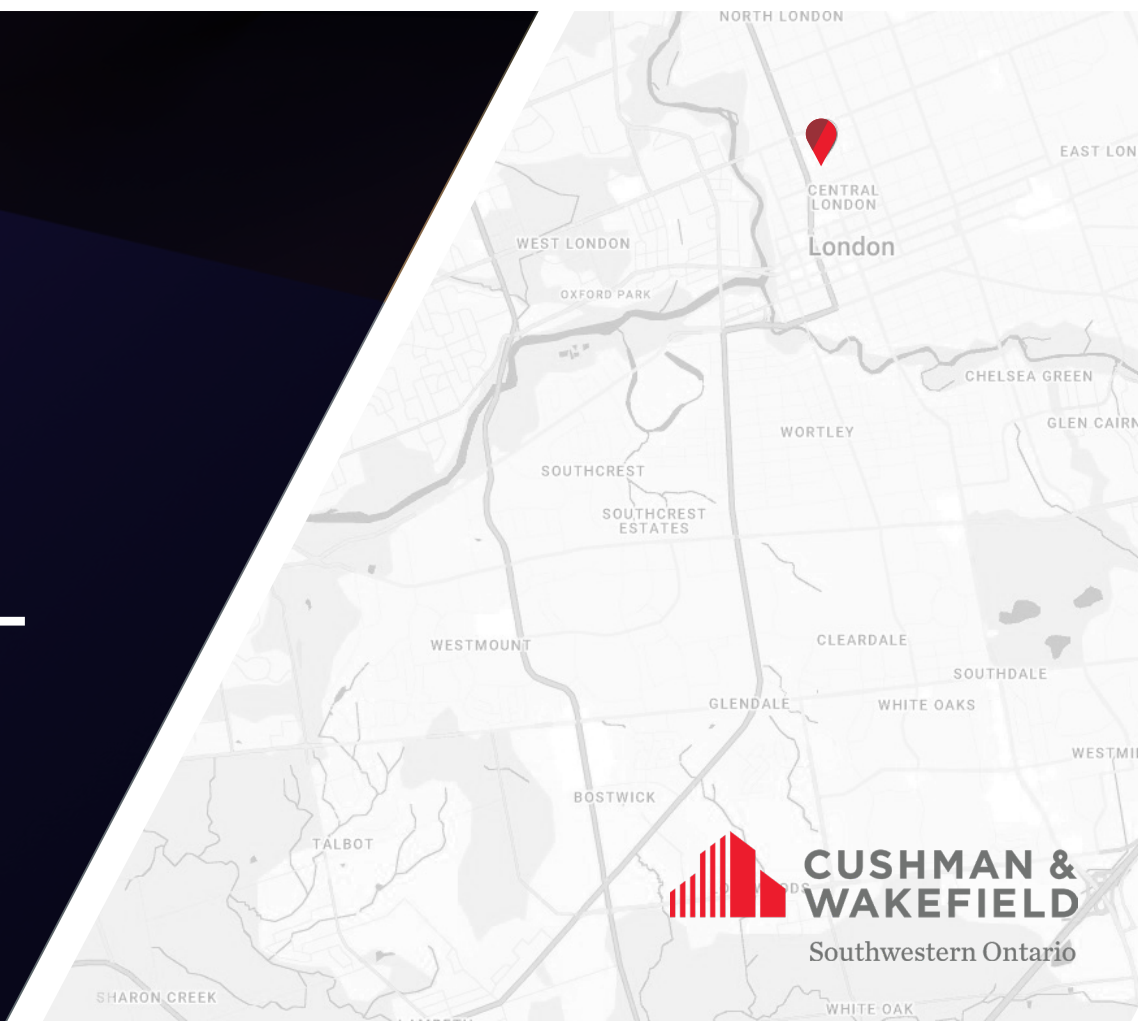 NORTH LONDON
EAST LON
CENTRAL
LONDON
London
WEST LONDON
OXFORD PARK
CHELSEA GREEN
GLEN CAIRN
WORTLEY
SOUTHCREST
SOUTHCREST
ESTATES
WESTMOUNT
CLEARDALE
SOUTHDALE
GLENDALE
WHITE OAKS
WESTMI
BOSTWICK
TALBOT
CUSHMAN &
WAKEFIELD
Southwestern Ontario
SHARON CREEK
WHITE OAK